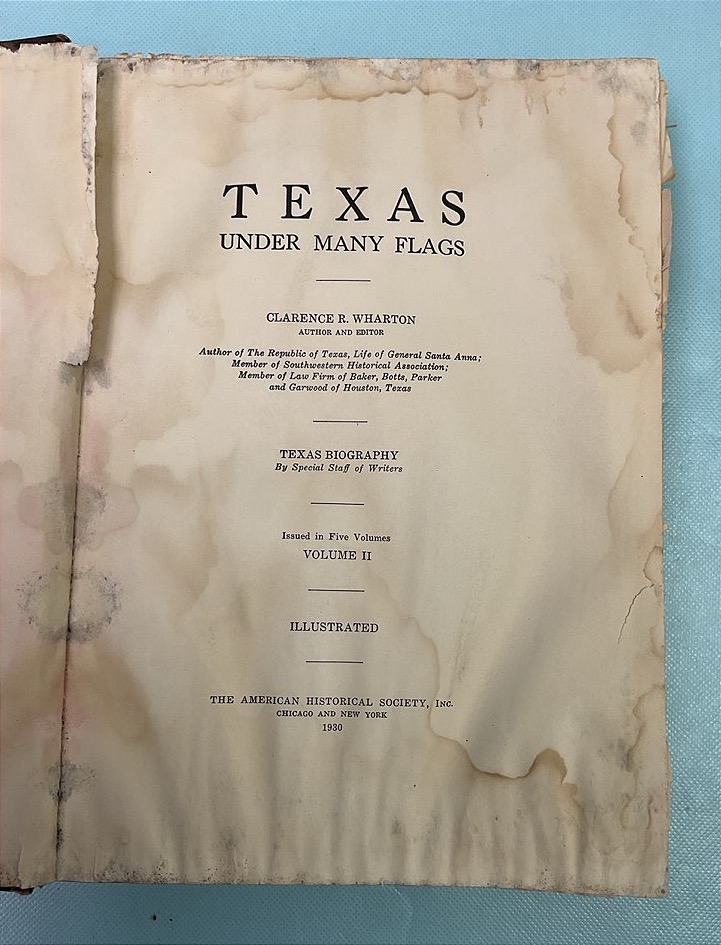 TEXAS
UNDER MANY FLAGS
CLARENCE R. WHARTON
AUTHOR AND EDITOR
Author of The Republic of Texas, Life of General Santa Anna;
Member of Southwestern Historical Association;
Member of Law Firm of Baker, Botts, Parker
and Garwood of Houston, Texas
TEXAS BIOGRAPHY
By Special Staff of Writers
Issued in Five Volumes
VOLUME II
ILLUSTRATED
THE AMERICAN HISTORICAL SOCIETY, INC.
CHICAGO AND NEW YORK
1930